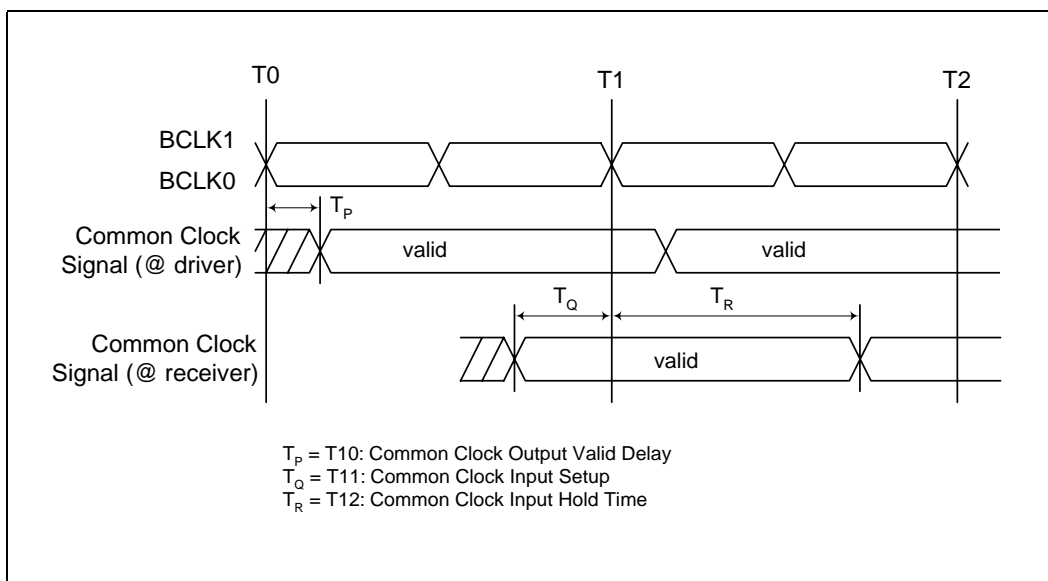 T0 T1 T2
BCLK1
BCLK0
TP
Common Clock
Signal (@ driver)
valid valid
TQ TR
Common Clock
Signal (@ receiver)
valid
TP = T10: Common Clock Output Valid Delay
TQ = T11: Common Clock Input Setup
TR = T12: Common Clock Input Hold Time